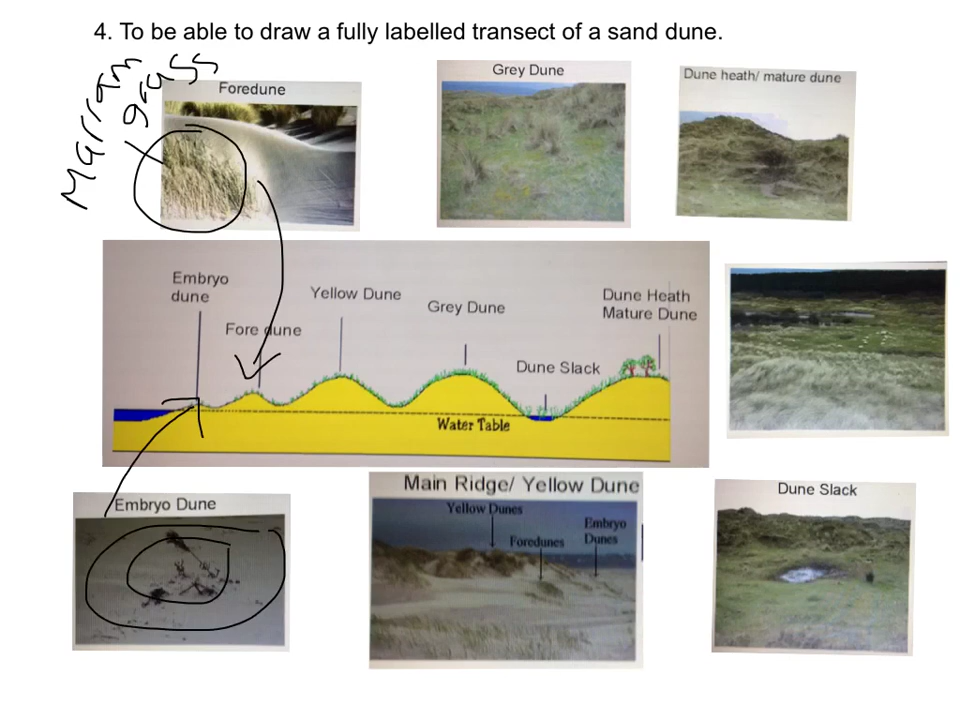 4. To be able to draw a fully labelled transect of a sand dune.
Marram
grass
Foredune
Grey Dune
Dune heath/ mature dune
Embryo
dune
Fore dune
Yellow Dune
Grey Dune
Dune Slack
Dune Heath
Mature Dune
Water Table
Embryo Dune
Main Ridge/ Yellow Dune
Yellow Dunes
Foredunes
Embryo
Dunes
Dune Slack